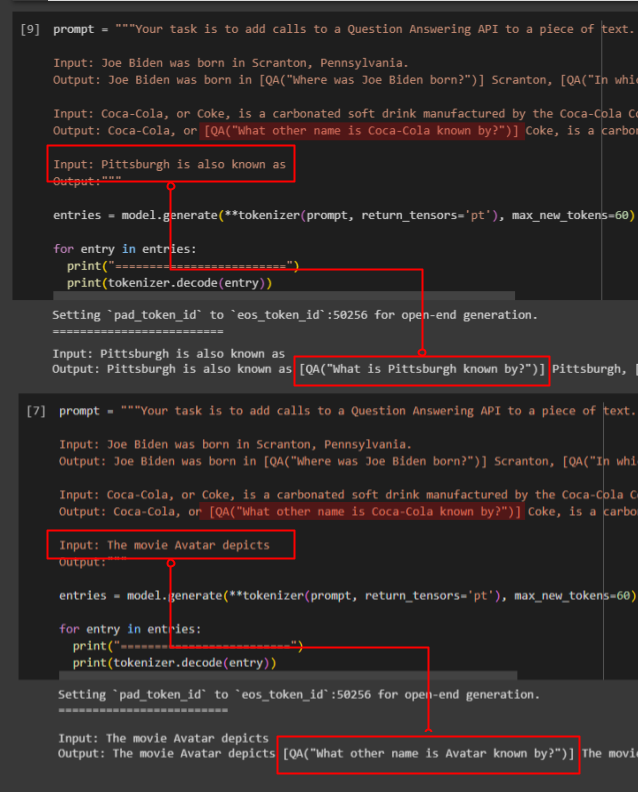 [9] prompt = """Your task is to add calls to a Question Answering API to a piece of text.
Input: Joe Biden was born in Scranton, Pennsylvania.
Output: Joe Biden was born in [QA("Where was Joe Biden born?")] Scranton, [QA("In whi
Input: Coca-Cola, or Coke, is a carbonated soft drink manufactured by the Coca-Cola C
Output: Coca-Cola, or [QA("What other name is Coca-Cola known by?")] Coke, is a carbo
Input: Pittsburgh is also known as
Output:"""
entries = model.generate(**tokenizer(prompt, return_tensors='pt'), max_new_tokens=60)
for entry in entries:
print("=========================")
print(tokenizer.decode(entry))
Setting `pad_token_id` to `eos_token_id`:50256 for open-end generation.
=========================
Input: Pittsburgh is also known as
Output: Pittsburgh is also known as [QA("What is Pittsburgh known by?")] Pittsburgh, [
[7] prompt = """Your task is to add calls to a Question Answering API to a piece of text.
Input: Joe Biden was born in Scranton, Pennsylvania.
Output: Joe Biden was born in [QA("Where was Joe Biden born?")] Scranton, [QA("In whi
Input: Coca-Cola, or Coke, is a carbonated soft drink manufactured by the Coca-Cola C
Output: Coca-Cola, or [QA("What other name is Coca-Cola known by?")] Coke, is a carbo
Input: The movie Avatar depicts
Output:"""
entries = model.generate(**tokenizer(prompt, return_tensors='pt'), max_new_tokens=60)
for entry in entries:
print("=========================")
print(tokenizer.decode(entry))
Setting `pad_token_id` to `eos_token_id`:50256 for open-end generation.
=========================
Input: The movie Avatar depicts
Output: The movie Avatar depicts [QA("What other name is Avatar known by?")] The movi